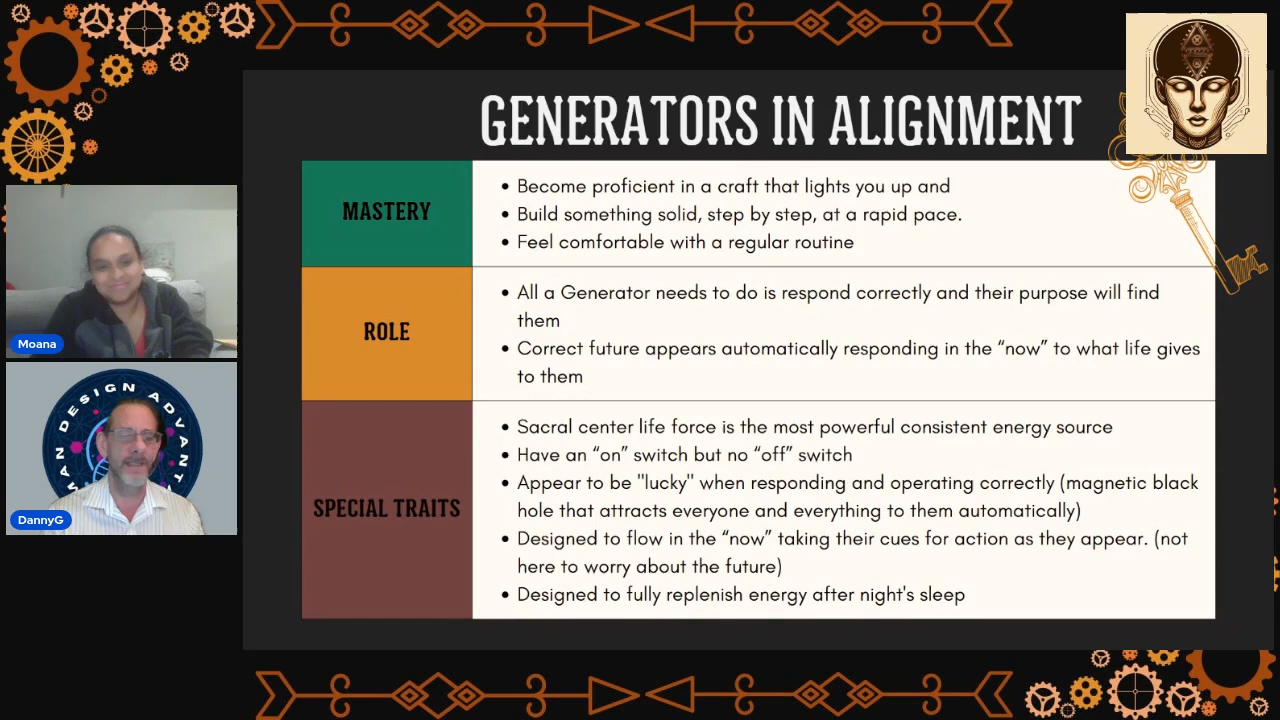 GENERATORS IN ALIGNMENT
MASTERY
• Become proficient in a craft that lights you up and
• Build something solid, step by step, at a rapid pace.
• Feel comfortable with a regular routine
ROLE
• All a Generator needs to do is respond correctly and their purpose will find
them
• Correct future appears automatically responding in the “now” to what life gives
to them
SPECIAL TRAITS
• Sacral center life force is the most powerful consistent energy source
• Have an “on” switch but no “off” switch
• Appear to be "lucky" when responding and operating correctly (magnetic black
hole that attracts everyone and everything to them automatically)
• Designed to flow in the “now” taking their cues for action as they appear. (not
here to worry about the future)
• Designed to fully replenish energy after night's sleep
Moana
DESIGN
DannyG